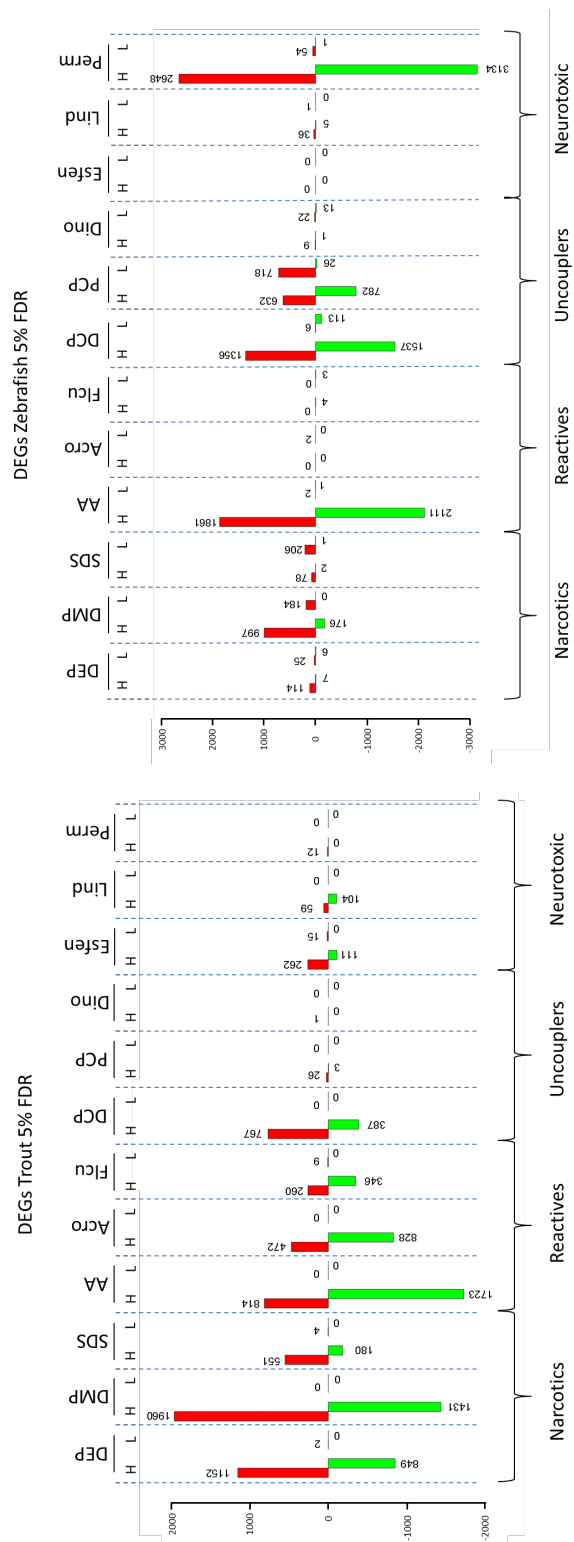 DEGs Zebrafish 5% FDR
DEP DMP SDS AA Acro Flcu DCP PCP Dino Esfen Lind Perm
H L H L H L H L H L H L H L H L H L H L H L H L
3000
2000
1000
0
-1000
-2000
-3000
114 25 997 184 78 206 1861 2 0 2 0 0 1356 6 632 718 9 22 0 0 36 1 2648 54
7 6 176 0 2 1 2111 1 0 0 4 3 1537 113 782 26 1 13 0 0 5 0 3134 1
Narcotics Reactives Uncouplers Neurotoxic
DEGs Trout 5% FDR
DEP DMP SDS AA Acro Flcu DCP PCP Dino Esfen Lind Perm
H L H L H L H L H L H L H L H L H L H L H L H L
2000
1000
0
-1000
-2000
1152 2 1960 0 551 4 814 0 472 0 260 9 767 0 26 0 1 0 262 15 59 0 12 0
849 0 1431 0 180 0 1723 0 828 0 346 0 387 0 3 0 0 0 111 0 104 0 0 0
Narcotics Reactives Uncouplers Neurotoxic